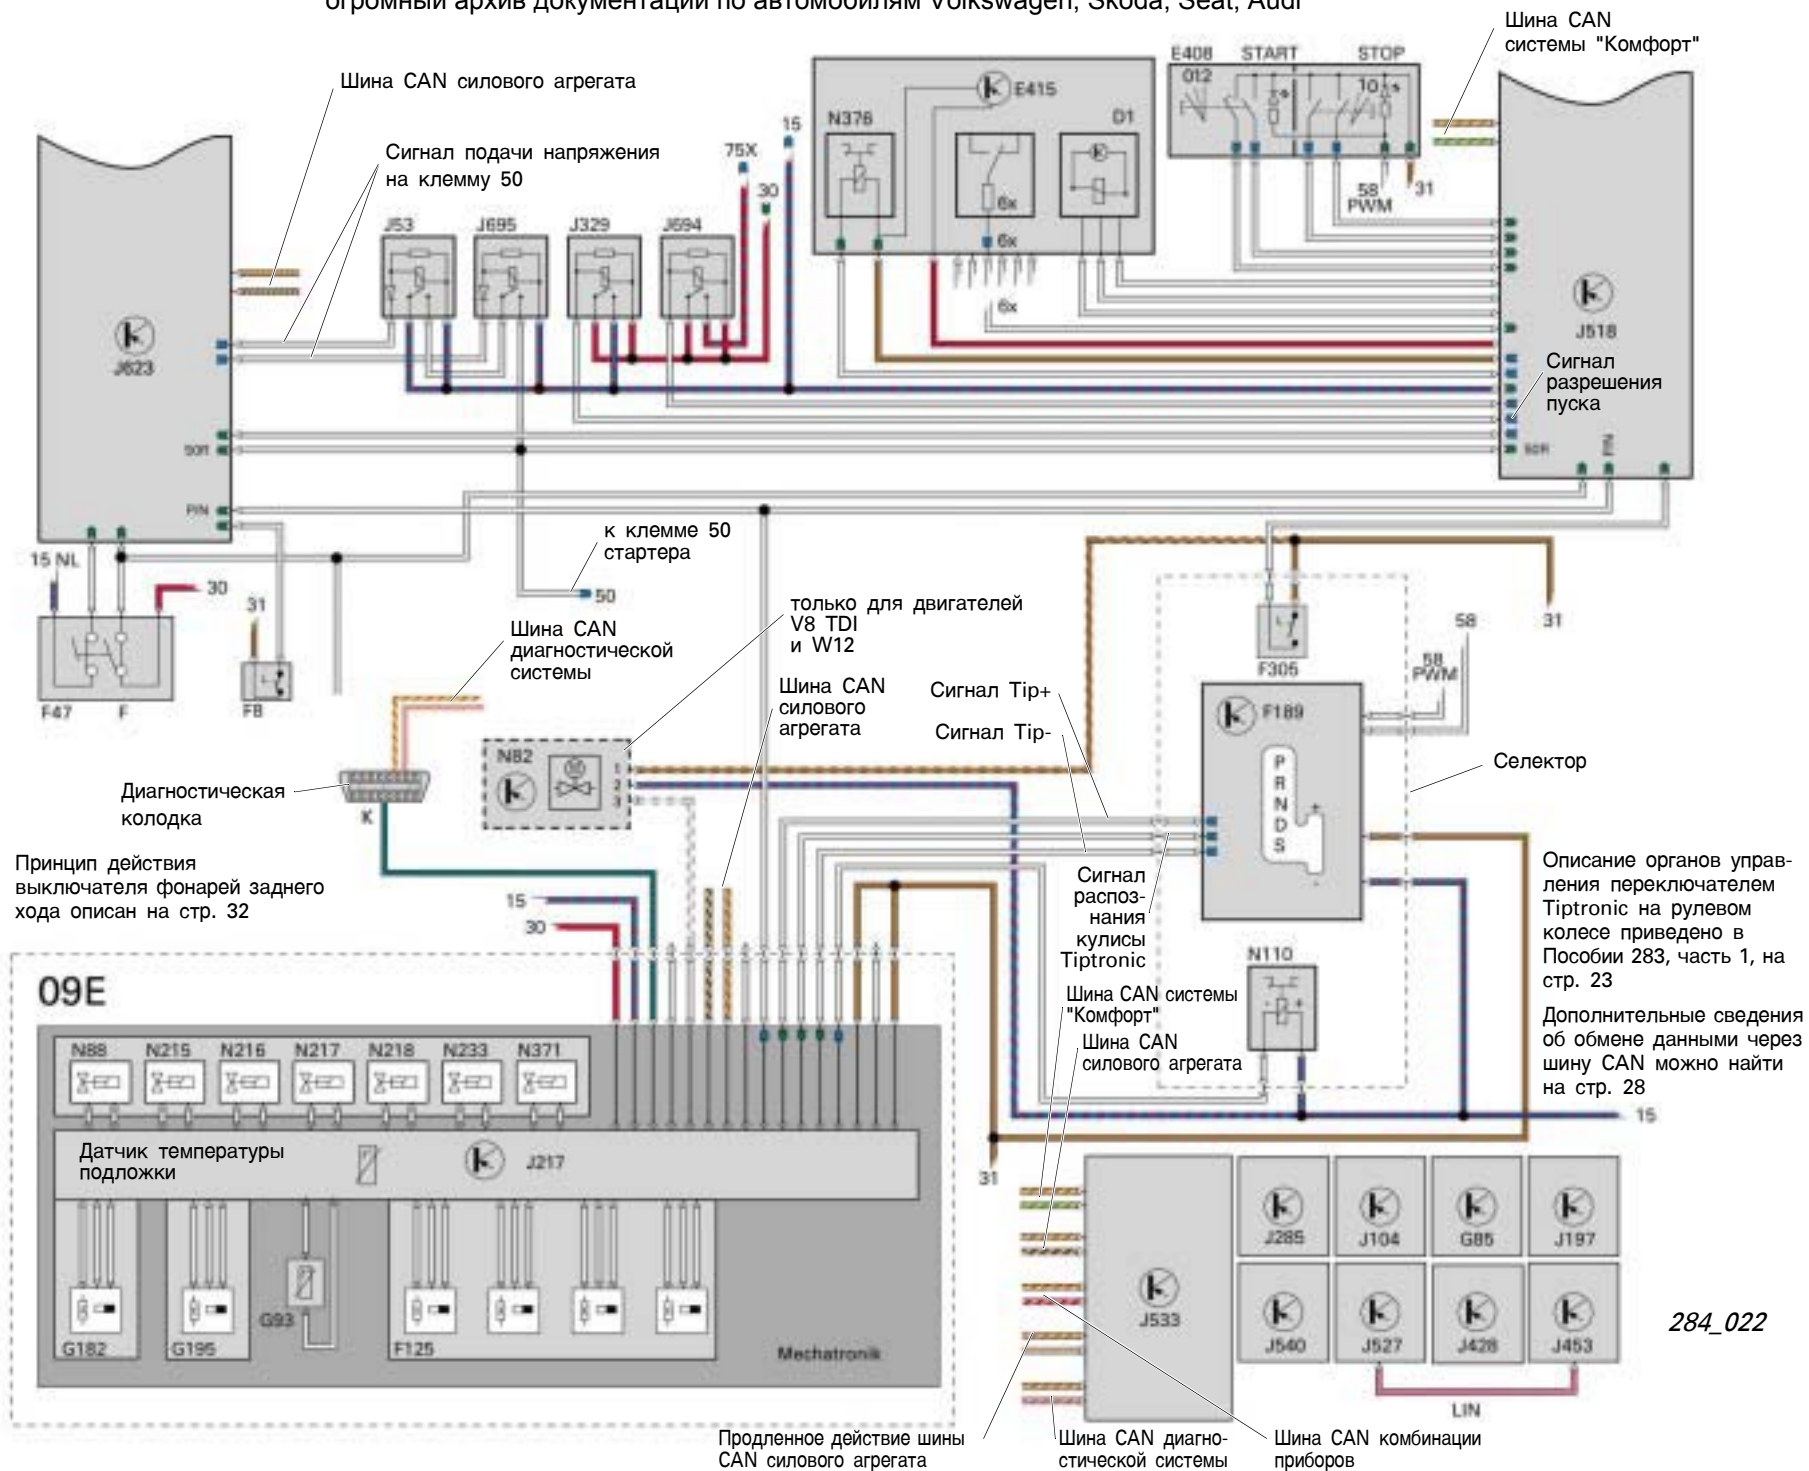 огромный архив документации по автомобилям Volkswagen, Skoda, Seat, Audi
Шина CAN
системы "Комфорт"
Шина CAN силового агрегата
Сигнал подачи напряжения
на клемму 50
E408
START
STOP
012
10
58
PWM
31
E415
N376
D1
6x
6x
6x
15
75X
30
J53
J695
J329
J694
J623
J518
Сигнал
разрешения
пуска
50R
50R
P/N
P/N
к клемме 50
стартера
50
15 NL
30
31
F47
F
F8
Шина CAN
диагностической
системы
только для двигателей
V8 TDI
и W12
Шина CAN
силового
агрегата
Сигнал Tip+
Сигнал Tip-
F305
31
58
58
PWM
F189
P
R
N
D
S
+
-
Селектор
N82
1
2
3
Диагностическая
колодка
K
Принцип действия
выключателя фонарей заднего
хода описан на стр. 32
15
30
Сигнал
распоз-
нания
кулисы
Tiptronic
Описание органов управ-
ления переключателем
Tiptronic на рулевом
колесе приведено в
Пособии 283, часть 1, на
стр. 23
Дополнительные сведения
об обмене данными через
шину CAN можно найти
на стр. 28
N110
- +
Шина CAN системы
"Комфорт"
Шина CAN
силового агрегата
15
31
09E
N88
N215
N216
N217
N218
N233
N371
Датчик температуры
подложки
J217
G182
G195
G93
F125
Mechatronik
J533
J285
J104
G85
J197
J540
J527
J428
J453
LIN
284_022
Продленное действие шины
CAN силового агрегата
Шина CAN диагно-
стической системы
Шина CAN комбинации
приборов